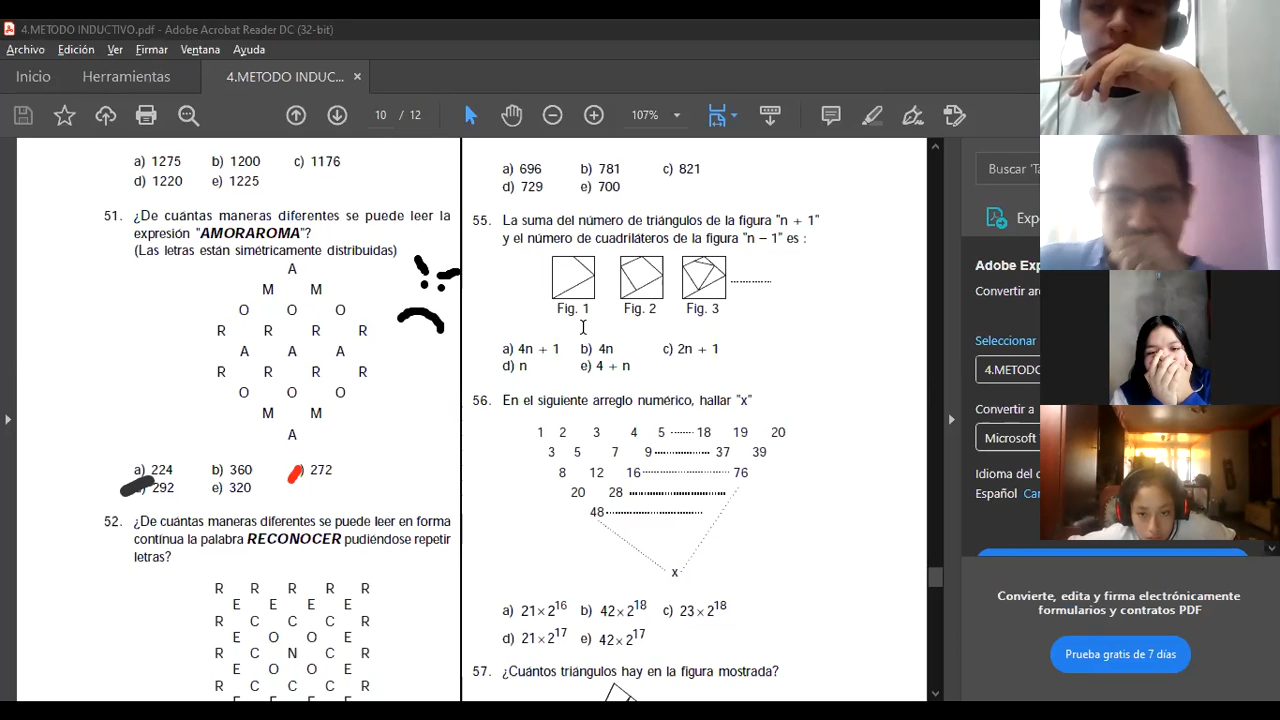 4.METODO INDUCTIVO.pdf - Adobe Acrobat Reader DC (32-bit)
Archivo Edición Ver Firmar Ventana Ayuda
Inicio Herramientas 4.METODO INDUC... ×
10 / 12 107%
a) 1275 b) 1200 c) 1176
d) 1220 e) 1225
51. ¿De cuántas maneras diferentes se puede leer la
expresión "AMORAROMA"?
(Las letras están simétricamente distribuidas)
A
M M
O O O
R R R R
A A A
R R R R
O O O
M M
A
a) 224 b) 360 ) 272
) 292 e) 320
52. ¿De cuántas maneras diferentes se puede leer en forma
contínua la palabra RECONOCER pudiéndose repetir
letras?
R R R R R
E E E E
R C C C R
E O O E
R C N C R
E O O E
R C C C R
a) 696 b) 781 c) 821
d) 729 e) 700
55. La suma del número de triángulos de la figura "n + 1"
y el número de cuadriláteros de la figura "n − 1" es :
Fig. 1 Fig. 2 Fig. 3
a) 4n + 1 b) 4n c) 2n + 1
d) n e) 4 + n
56. En el siguiente arreglo numérico, hallar "x"
1 2 3 4 5 ........ 18 19 20
3 5 7 9 ................ 37 39
8 12 16 ........................ 76
20 28 ........................
48 ........................
x
a) 21 × 2^16 b) 42 × 2^18 c) 23 × 2^18
d) 21 × 2^17 e) 42 × 2^17
57. ¿Cuántos triángulos hay en la figura mostrada?
Buscar 'Ta
Exp
Adobe Exp
Convertir arc
Seleccionar
4.METODO
Convertir a
Microsoft
Idioma del d
Español Can
Convierte, edita y firma electrónicamente
formularios y contratos PDF
Prueba gratis de 7 días